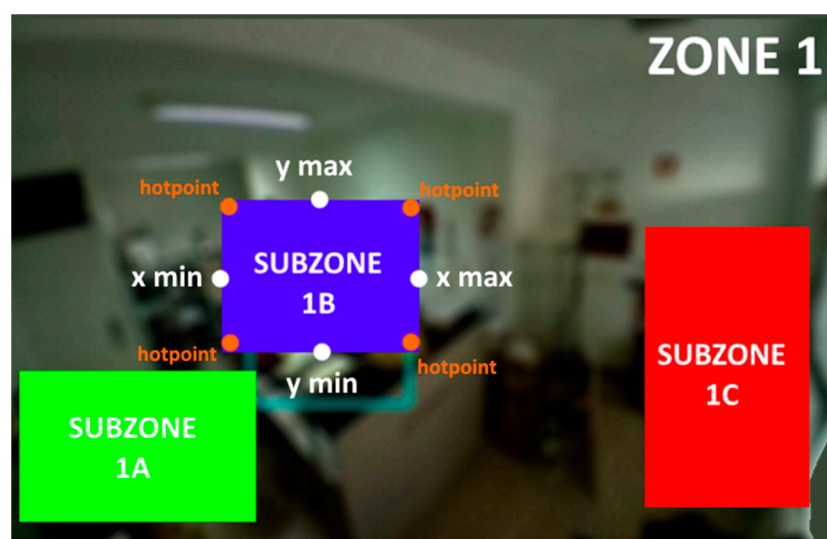 ZONE 1
y max
hotpoint
hotpoint
SUBZONE
1B
x min
x max
hotpoint
hotpoint
y min
SUBZONE
1C
SUBZONE
1A